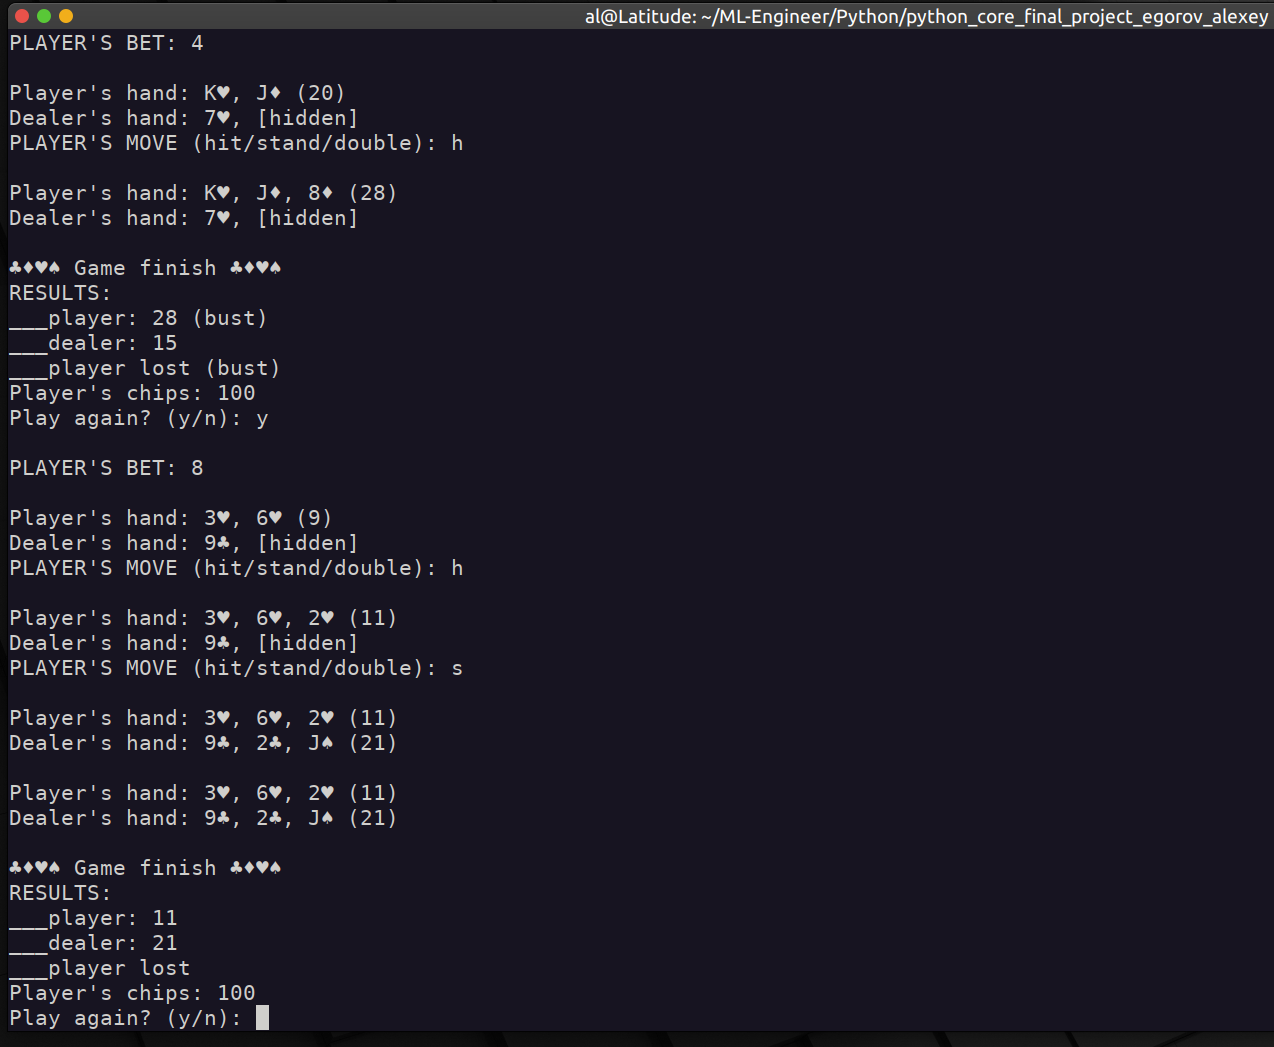 al@Latitude: ~/ML-Engineer/Python/python_core_final_project_egorov_alexey
PLAYER'S BET: 4
Player's hand: K♥, J♦ (20)
Dealer's hand: 7♥, [hidden]
PLAYER'S MOVE (hit/stand/double): h
Player's hand: K♥, J♦, 8♦ (28)
Dealer's hand: 7♥, [hidden]
♣♦♥♠ Game finish ♣♦♥♠
RESULTS:
___player: 28 (bust)
___dealer: 15
___player lost (bust)
Player's chips: 100
Play again? (y/n): y
PLAYER'S BET: 8
Player's hand: 3♥, 6♥ (9)
Dealer's hand: 9♣, [hidden]
PLAYER'S MOVE (hit/stand/double): h
Player's hand: 3♥, 6♥, 2♥ (11)
Dealer's hand: 9♣, [hidden]
PLAYER'S MOVE (hit/stand/double): s
Player's hand: 3♥, 6♥, 2♥ (11)
Dealer's hand: 9♣, 2♣, J♠ (21)
Player's hand: 3♥, 6♥, 2♥ (11)
Dealer's hand: 9♣, 2♣, J♠ (21)
♣♦♥♠ Game finish ♣♦♥♠
RESULTS:
___player: 11
___dealer: 21
___player lost
Player's chips: 100
Play again? (y/n):